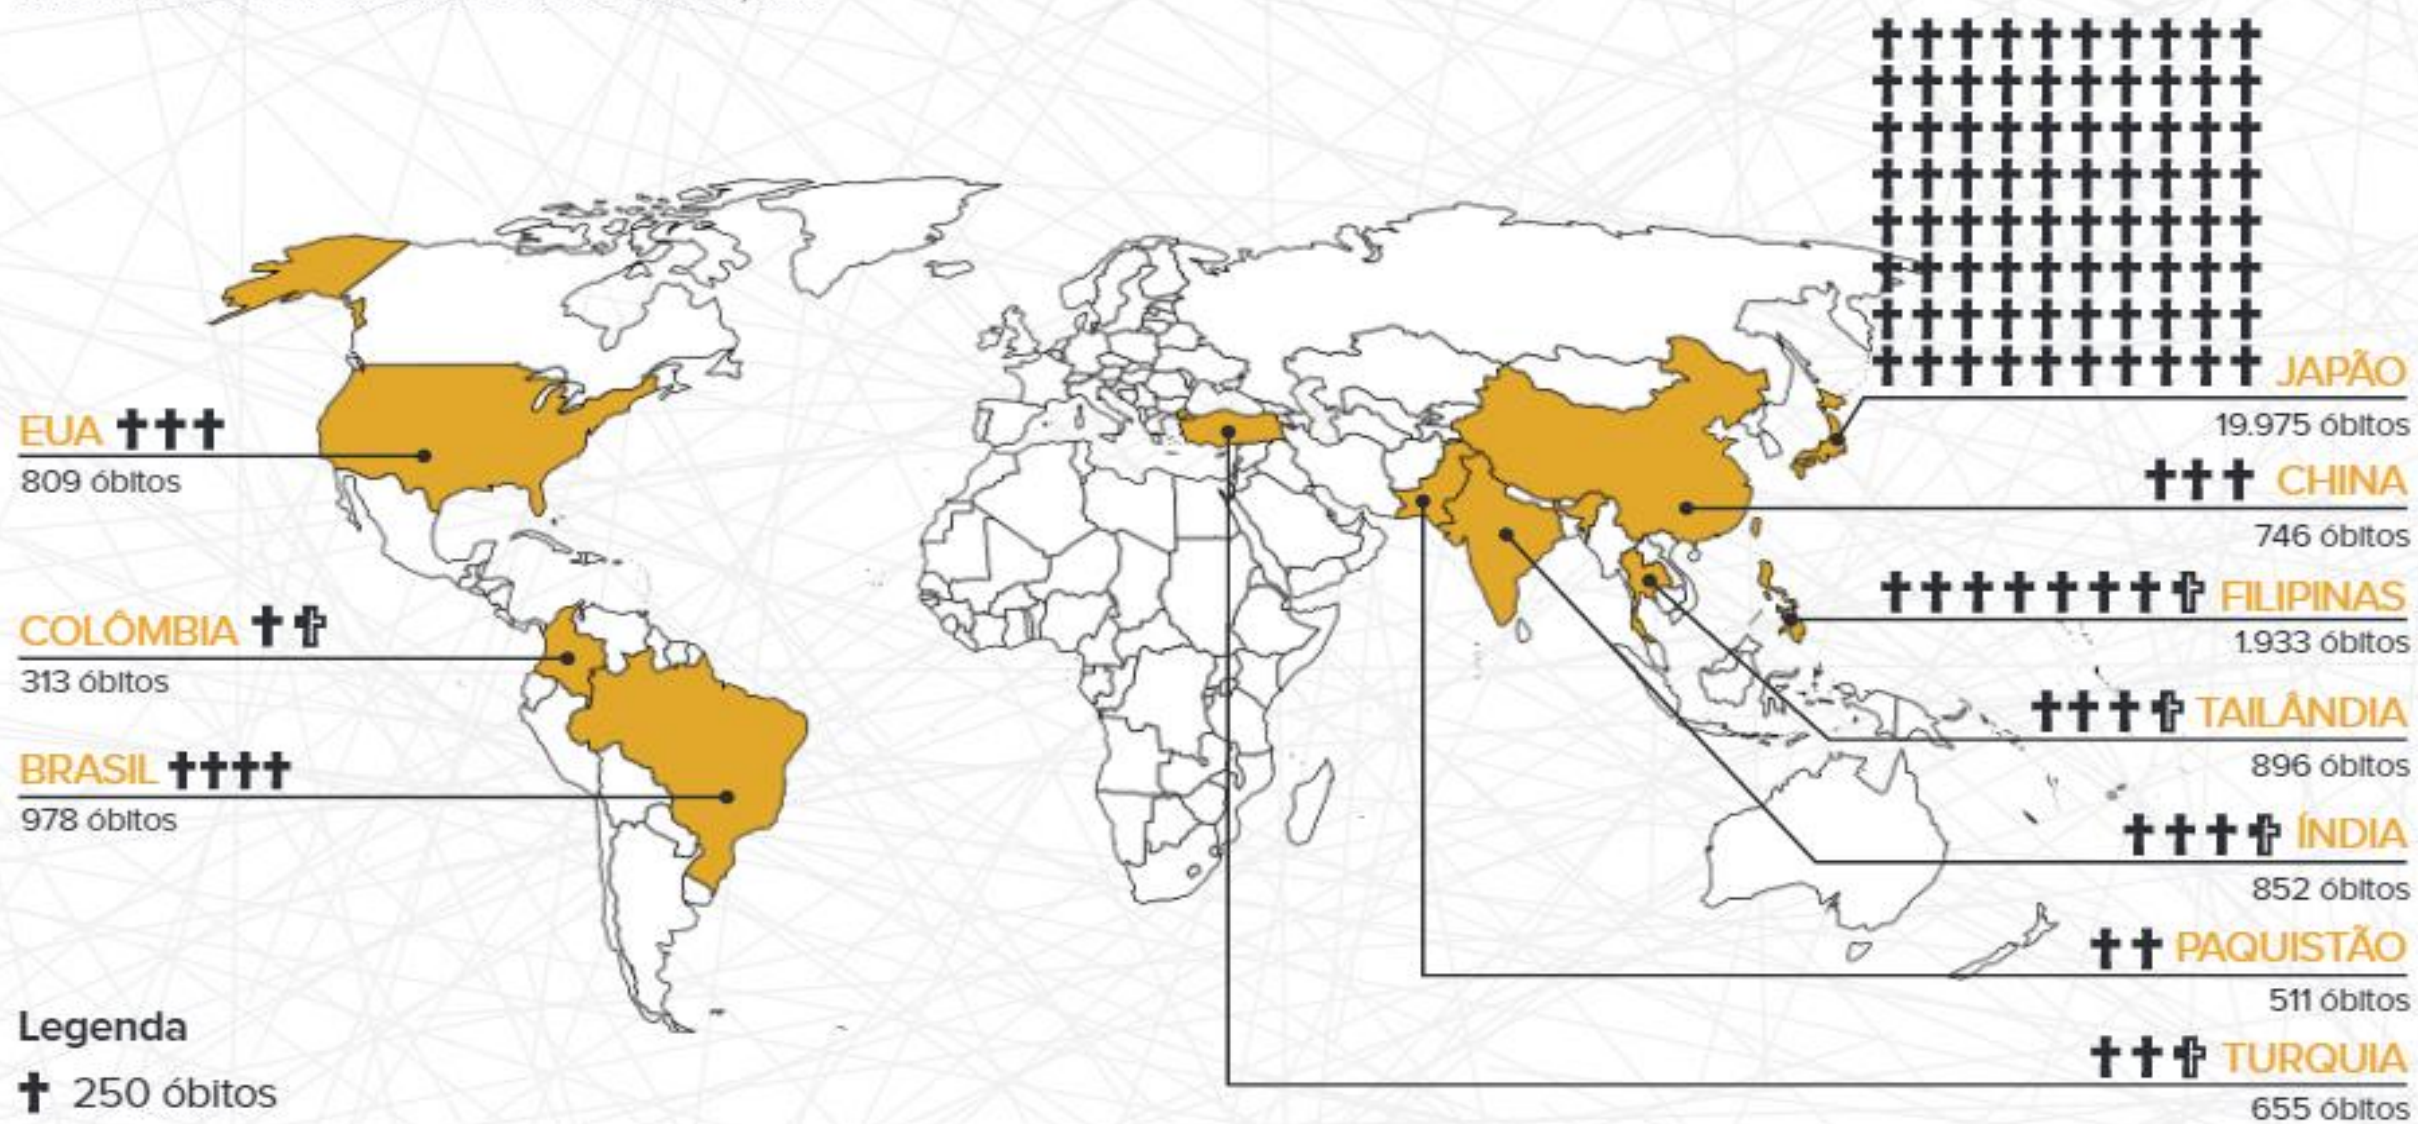 JAPÃO
19.975 óbitos
EUA
809 óbitos
CHINA
746 óbitos
FILIPINAS
1.933 óbitos
COLÔMBIA
313 óbitos
TAILÂNDIA
896 óbitos
BRASIL
978 óbitos
ÍNDIA
852 óbitos
PAQUISTÃO
511 óbitos
Legenda
250 óbitos
TURQUIA
655 óbitos